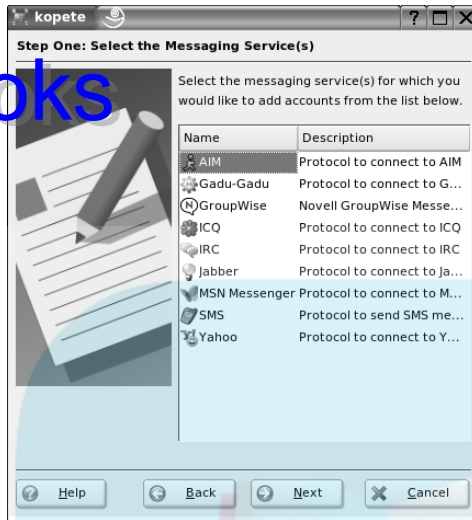 kopete
Step One: Select the Messaging Service(s)
oks
Select the messaging service(s) for which you
would like to add accounts from the list below.
Name Description
AIM Protocol to connect to AIM
Gadu-Gadu Protocol to connect to G...
GroupWise Novell GroupWise Messe...
ICQ Protocol to connect to ICQ
IRC Protocol to connect to IRC
Jabber Protocol to connect to Ja...
MSN Messenger Protocol to connect to M...
SMS Protocol to send SMS me...
Yahoo Protocol to connect to Y...
Help Back Next Cancel